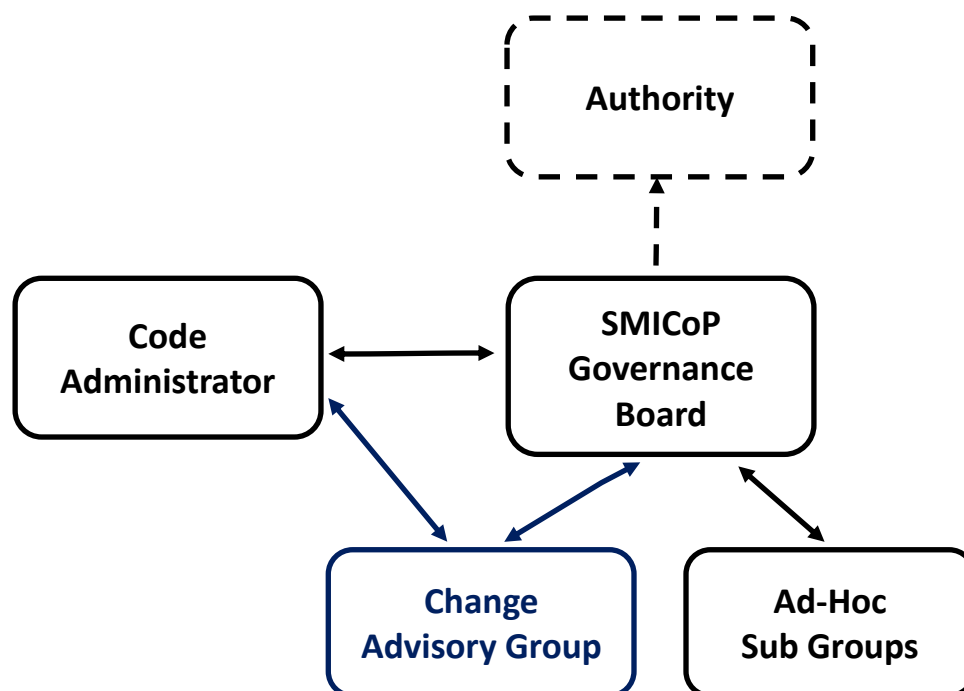 Authority
Code
Administrator
SMICoP
Governance
Board
Change
Advisory Group
Ad-Hoc
Sub Groups